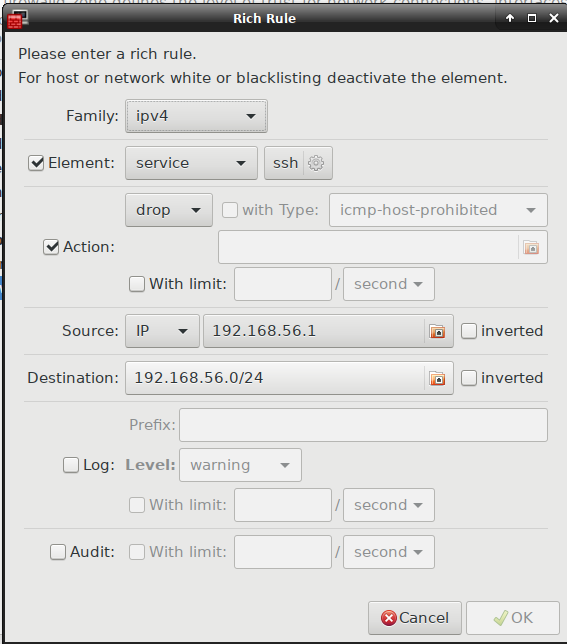 Rich Rule
Please enter a rich rule.
For host or network white or blacklisting deactivate the element.
Family: ipv4
Element: service ssh
drop with Type: icmp-host-prohibited
Action:
With limit: / second
Source: IP 192.168.56.1 inverted
Destination: 192.168.56.0/24 inverted
Prefix:
Log: Level: warning
With limit: / second
Audit: With limit: / second
Cancel OK